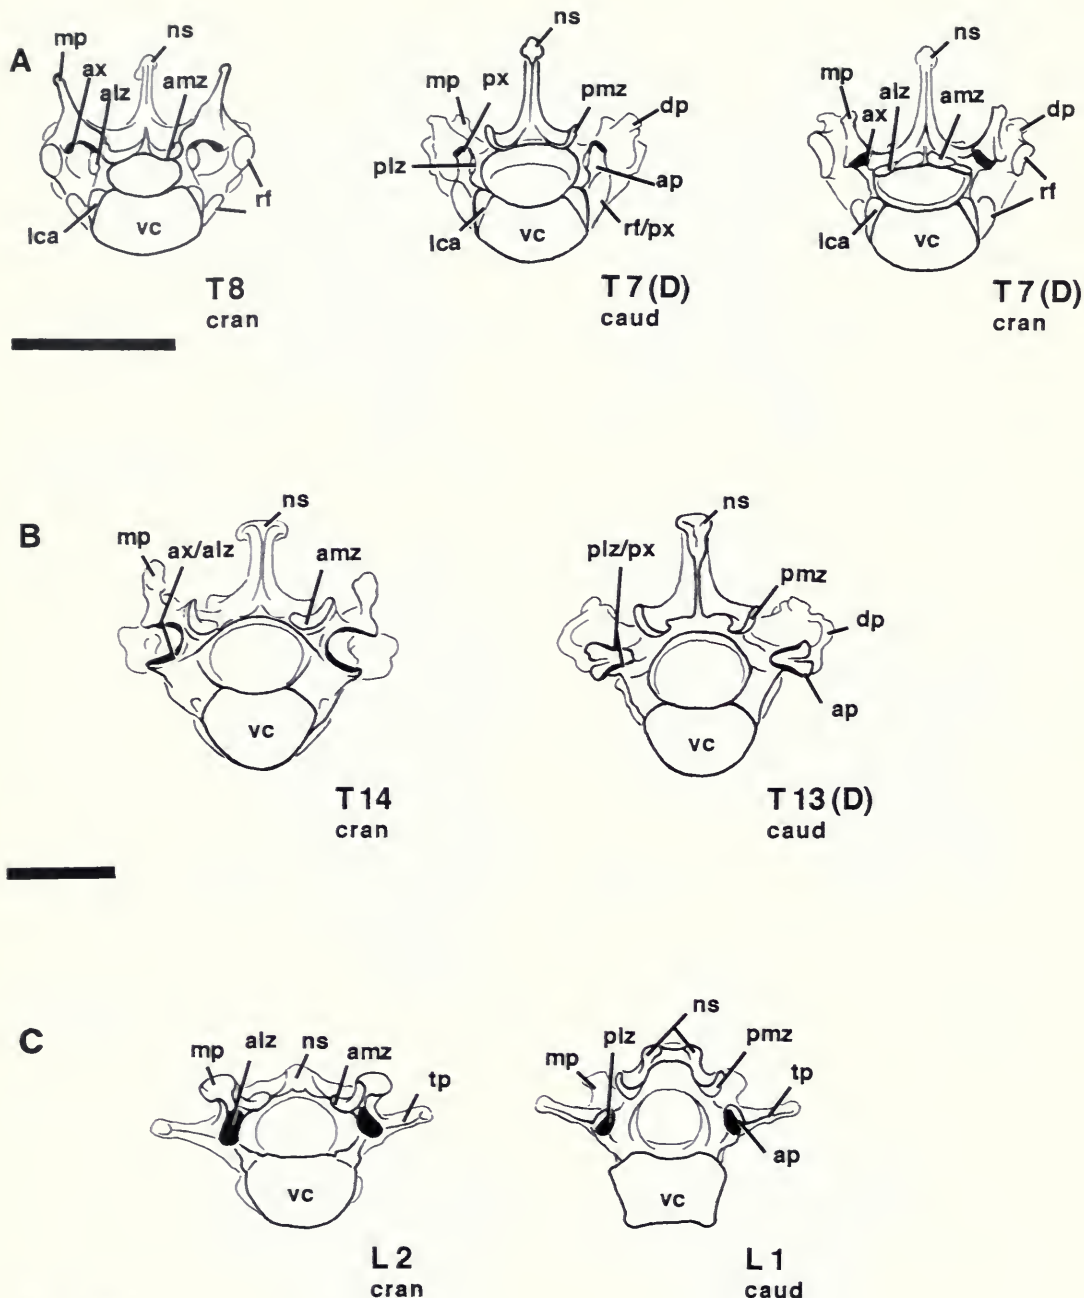 A
mp
ns
ax
alz
amz
rf
lca
vc
T8
cran
ns
mp
px
pmz
dp
plz
ap
lca
vc
rf/px
T7(D)
caud
ns
mp
alz
amz
ax
dp
rf
lca
vc
T7(D)
cran
B
ns
mp
ax/alz
amz
vc
T14
cran
ns
plz/px
pmz
dp
ap
vc
T13(D)
caud
C
mp
alz
ns
amz
tp
vc
L2
cran
ns
plz
pmz
mp
tp
ap
vc
L1
caud